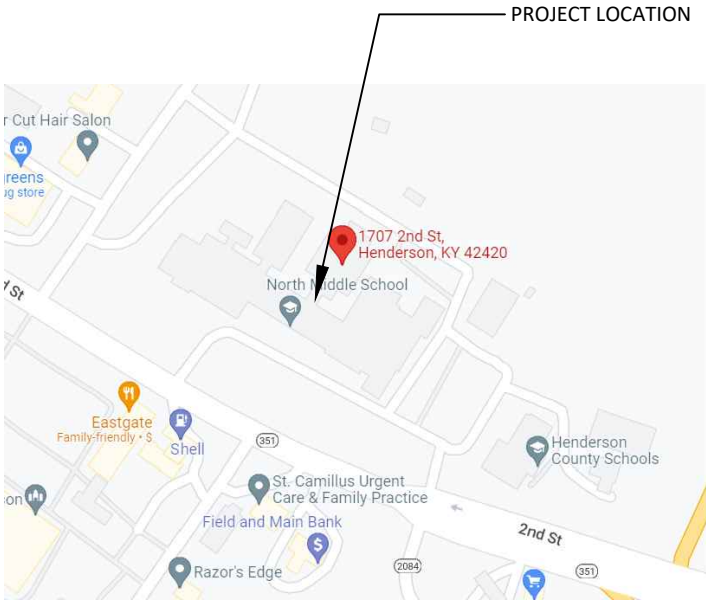 PROJECT LOCATION
r Cut Hair Salon
reens
ug store
1707 2nd St,
Henderson, KY 42420
North Middle School
St
Eastgate
Family-friendly • $
Shell
351
Henderson
County Schools
St. Camillus Urgent
Care & Family Practice
son
Field and Main Bank
2nd St
Razor's Edge
2084
351